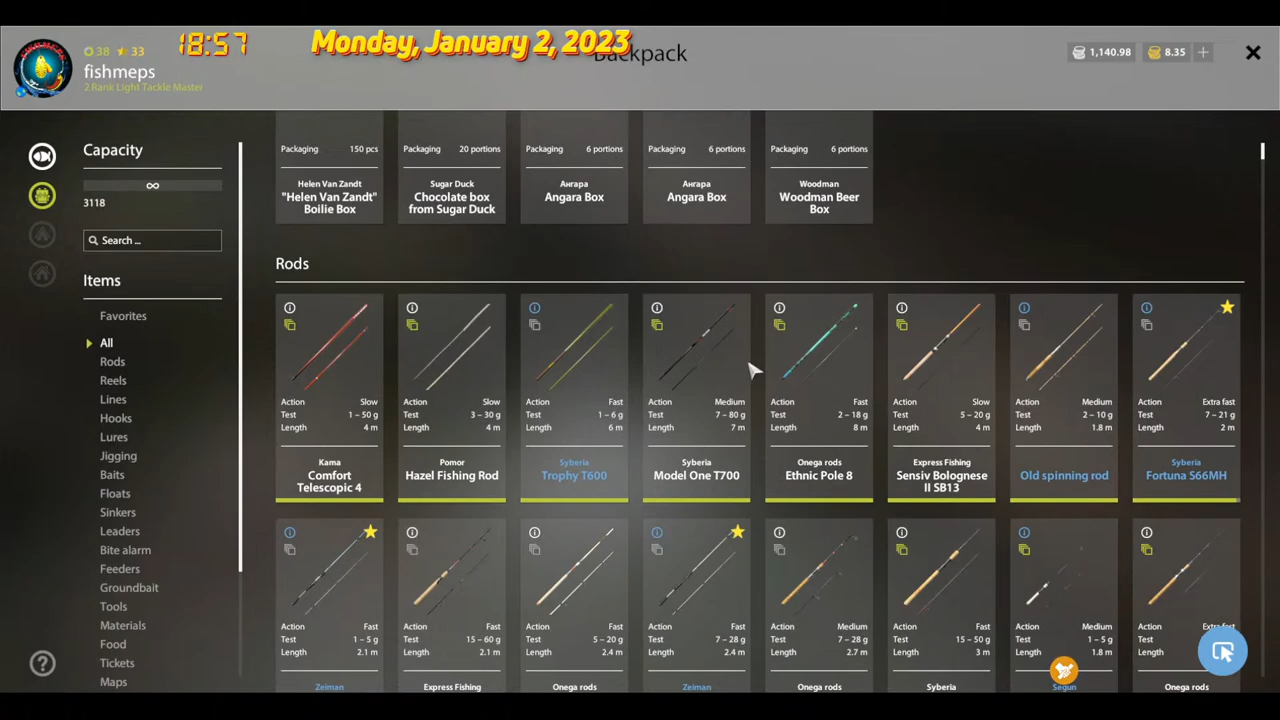 38 33
fishmeps
2 Rank Light Tackle Master
18:57
Monday, January 2, 2023
Backpack
1,140.98
8.35
Capacity
∞
3118
Search ...
Items
Favorites
All
Rods
Reels
Lines
Hooks
Lures
Jigging
Baits
Floats
Sinkers
Leaders
Bite alarm
Feeders
Groundbait
Tools
Materials
Food
Tickets
Maps
Packaging 150 pcs
Helen Van Zandt
"Helen Van Zandt"
Boilie Box
Packaging 20 portions
Sugar Duck
Chocolate box
from Sugar Duck
Packaging 6 portions
Ангара
Angara Box
Packaging 6 portions
Ангара
Angara Box
Packaging 6 portions
Woodman
Woodman Beer
Box
Rods
Action Slow
Test 1 – 50 g
Length 4 m
Kama
Comfort
Telescopic 4
Action Slow
Test 3 – 30 g
Length 4 m
Pomor
Hazel Fishing Rod
Action Fast
Test 1 – 6 g
Length 6 m
Syberia
Trophy T600
Action Medium
Test 7 – 80 g
Length 7 m
Syberia
Model One T700
Action Fast
Test 2 – 18 g
Length 8 m
Onega rods
Ethnic Pole 8
Action Slow
Test 5 – 20 g
Length 4 m
Express Fishing
Sensiv Bolognese
II SB13
Action Medium
Test 2 – 10 g
Length 1.8 m
Old spinning rod
Action Extra fast
Test 7 – 21 g
Length 2 m
Syberia
Fortuna S66MH
Action Fast
Test 1 – 5 g
Length 2.1 m
Zeiman
Action Fast
Test 15 – 60 g
Length 2.1 m
Express Fishing
Action Fast
Test 5 – 20 g
Length 2.4 m
Onega rods
Action Fast
Test 7 – 28 g
Length 2.4 m
Zeiman
Action Medium
Test 7 – 28 g
Length 2.7 m
Onega rods
Action Fast
Test 15 – 50 g
Length 3 m
Syberia
Action Medium
Test 1 – 5 g
Length 1.8 m
Segun
Action Extra fast
Test
Length
Onega rods